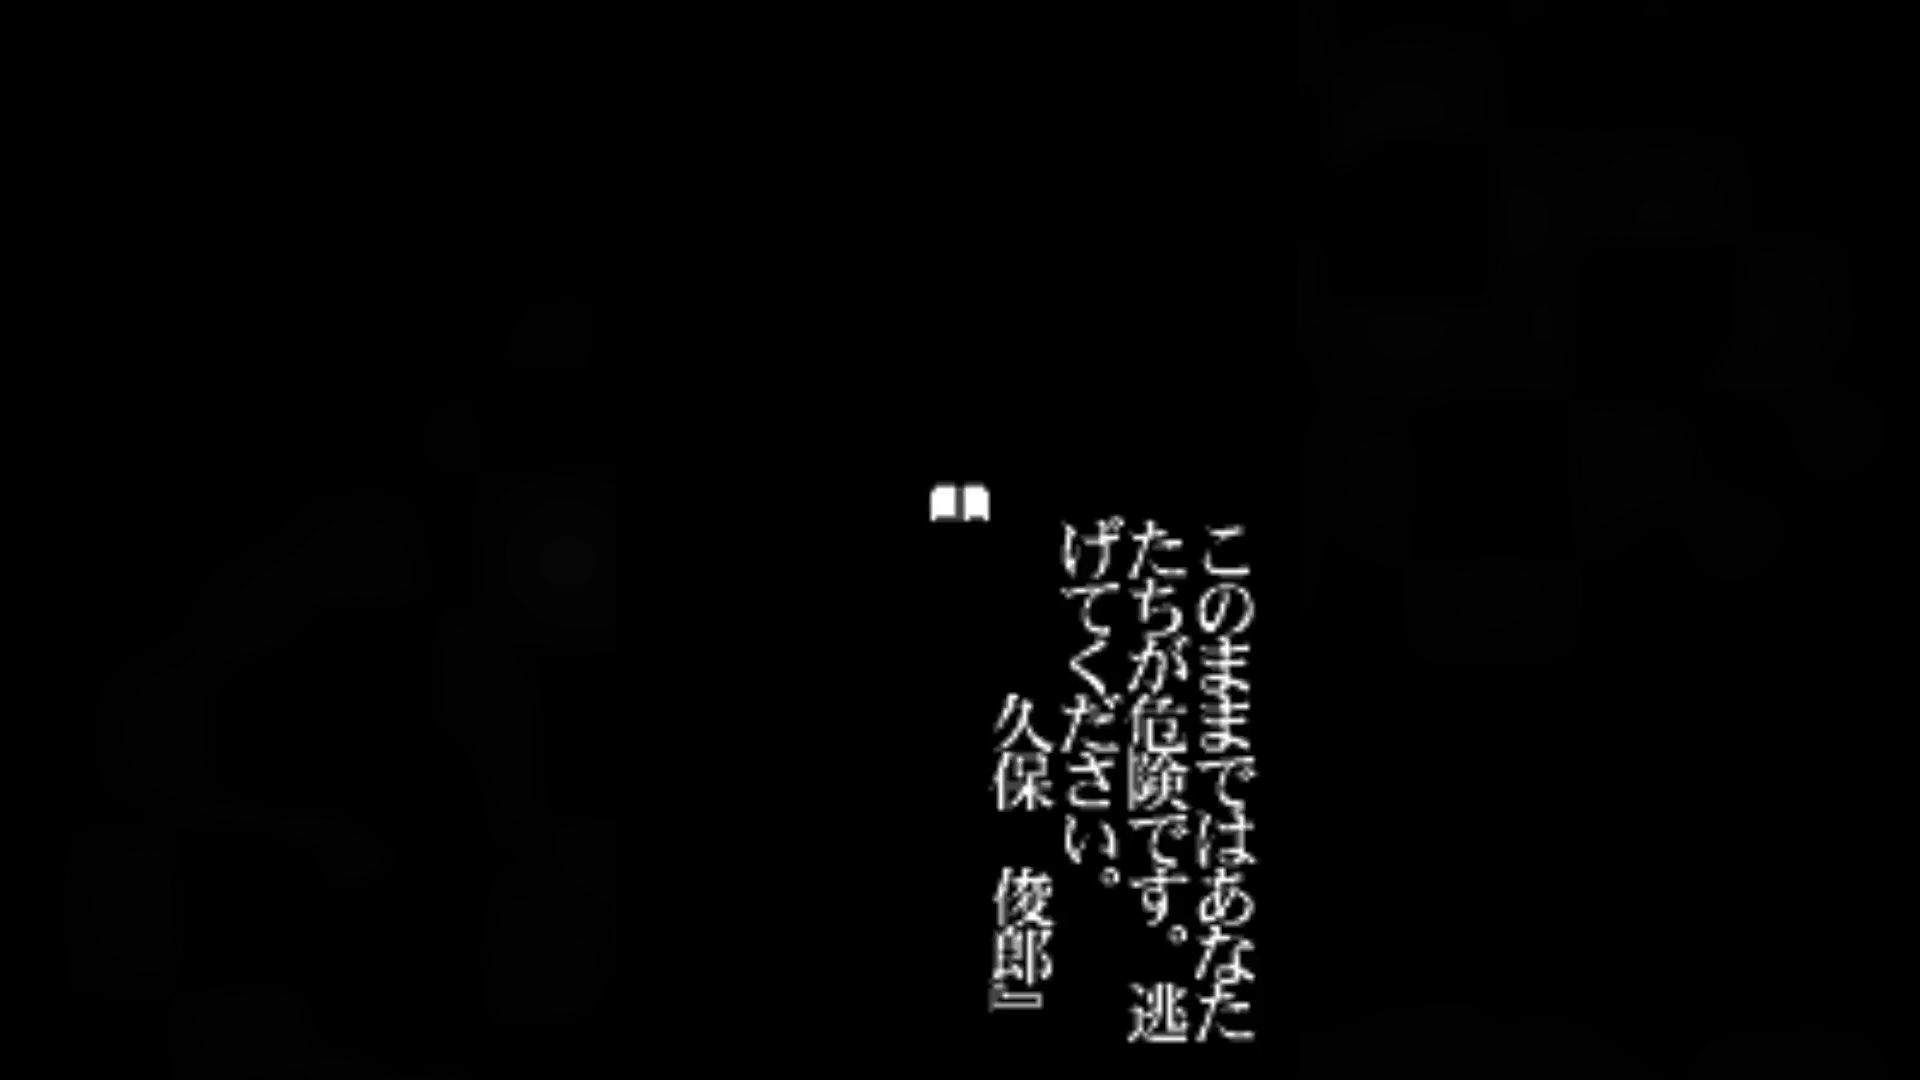 このままではあなた
たちが危険です。逃
げてください。
久保　俊郎』